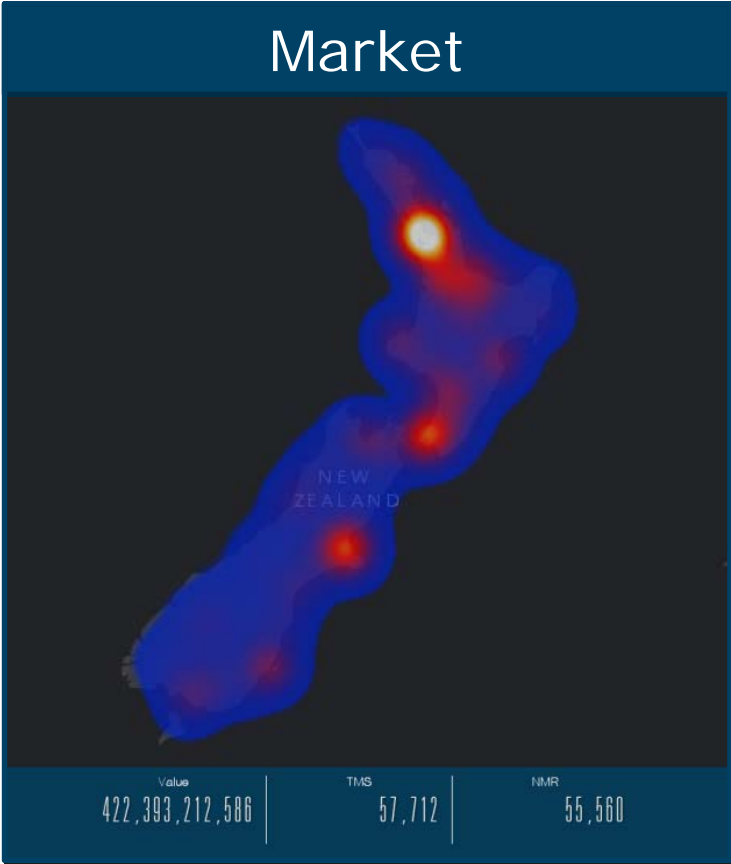 Market
NEW
ZEALAND
Value
422,393,212,586
TMS
57,712
NMR
55,560